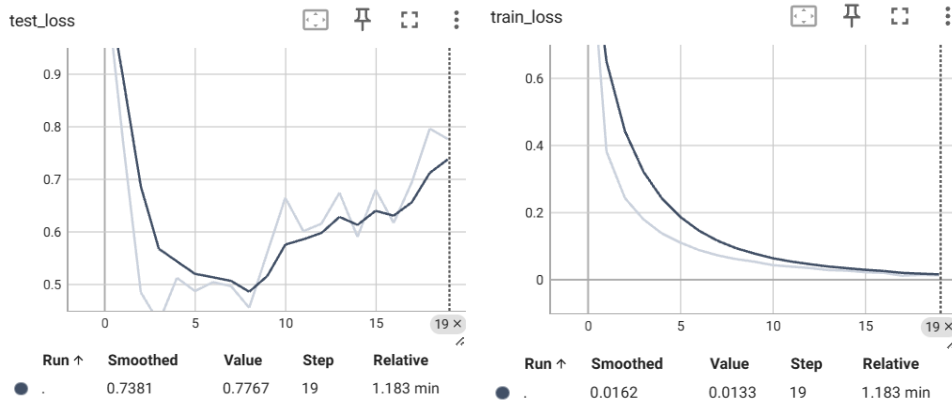 test_loss
0.9
0.8
0.7
0.6
0.5
0 5 10 15 19 ×
Run ↑ Smoothed Value Step Relative
. 0.7381 0.7767 19 1.183 min
train_loss
0.6
0.4
0.2
0
0 5 10 15 19 ×
Run ↑ Smoothed Value Step Relative
. 0.0162 0.0133 19 1.183 min